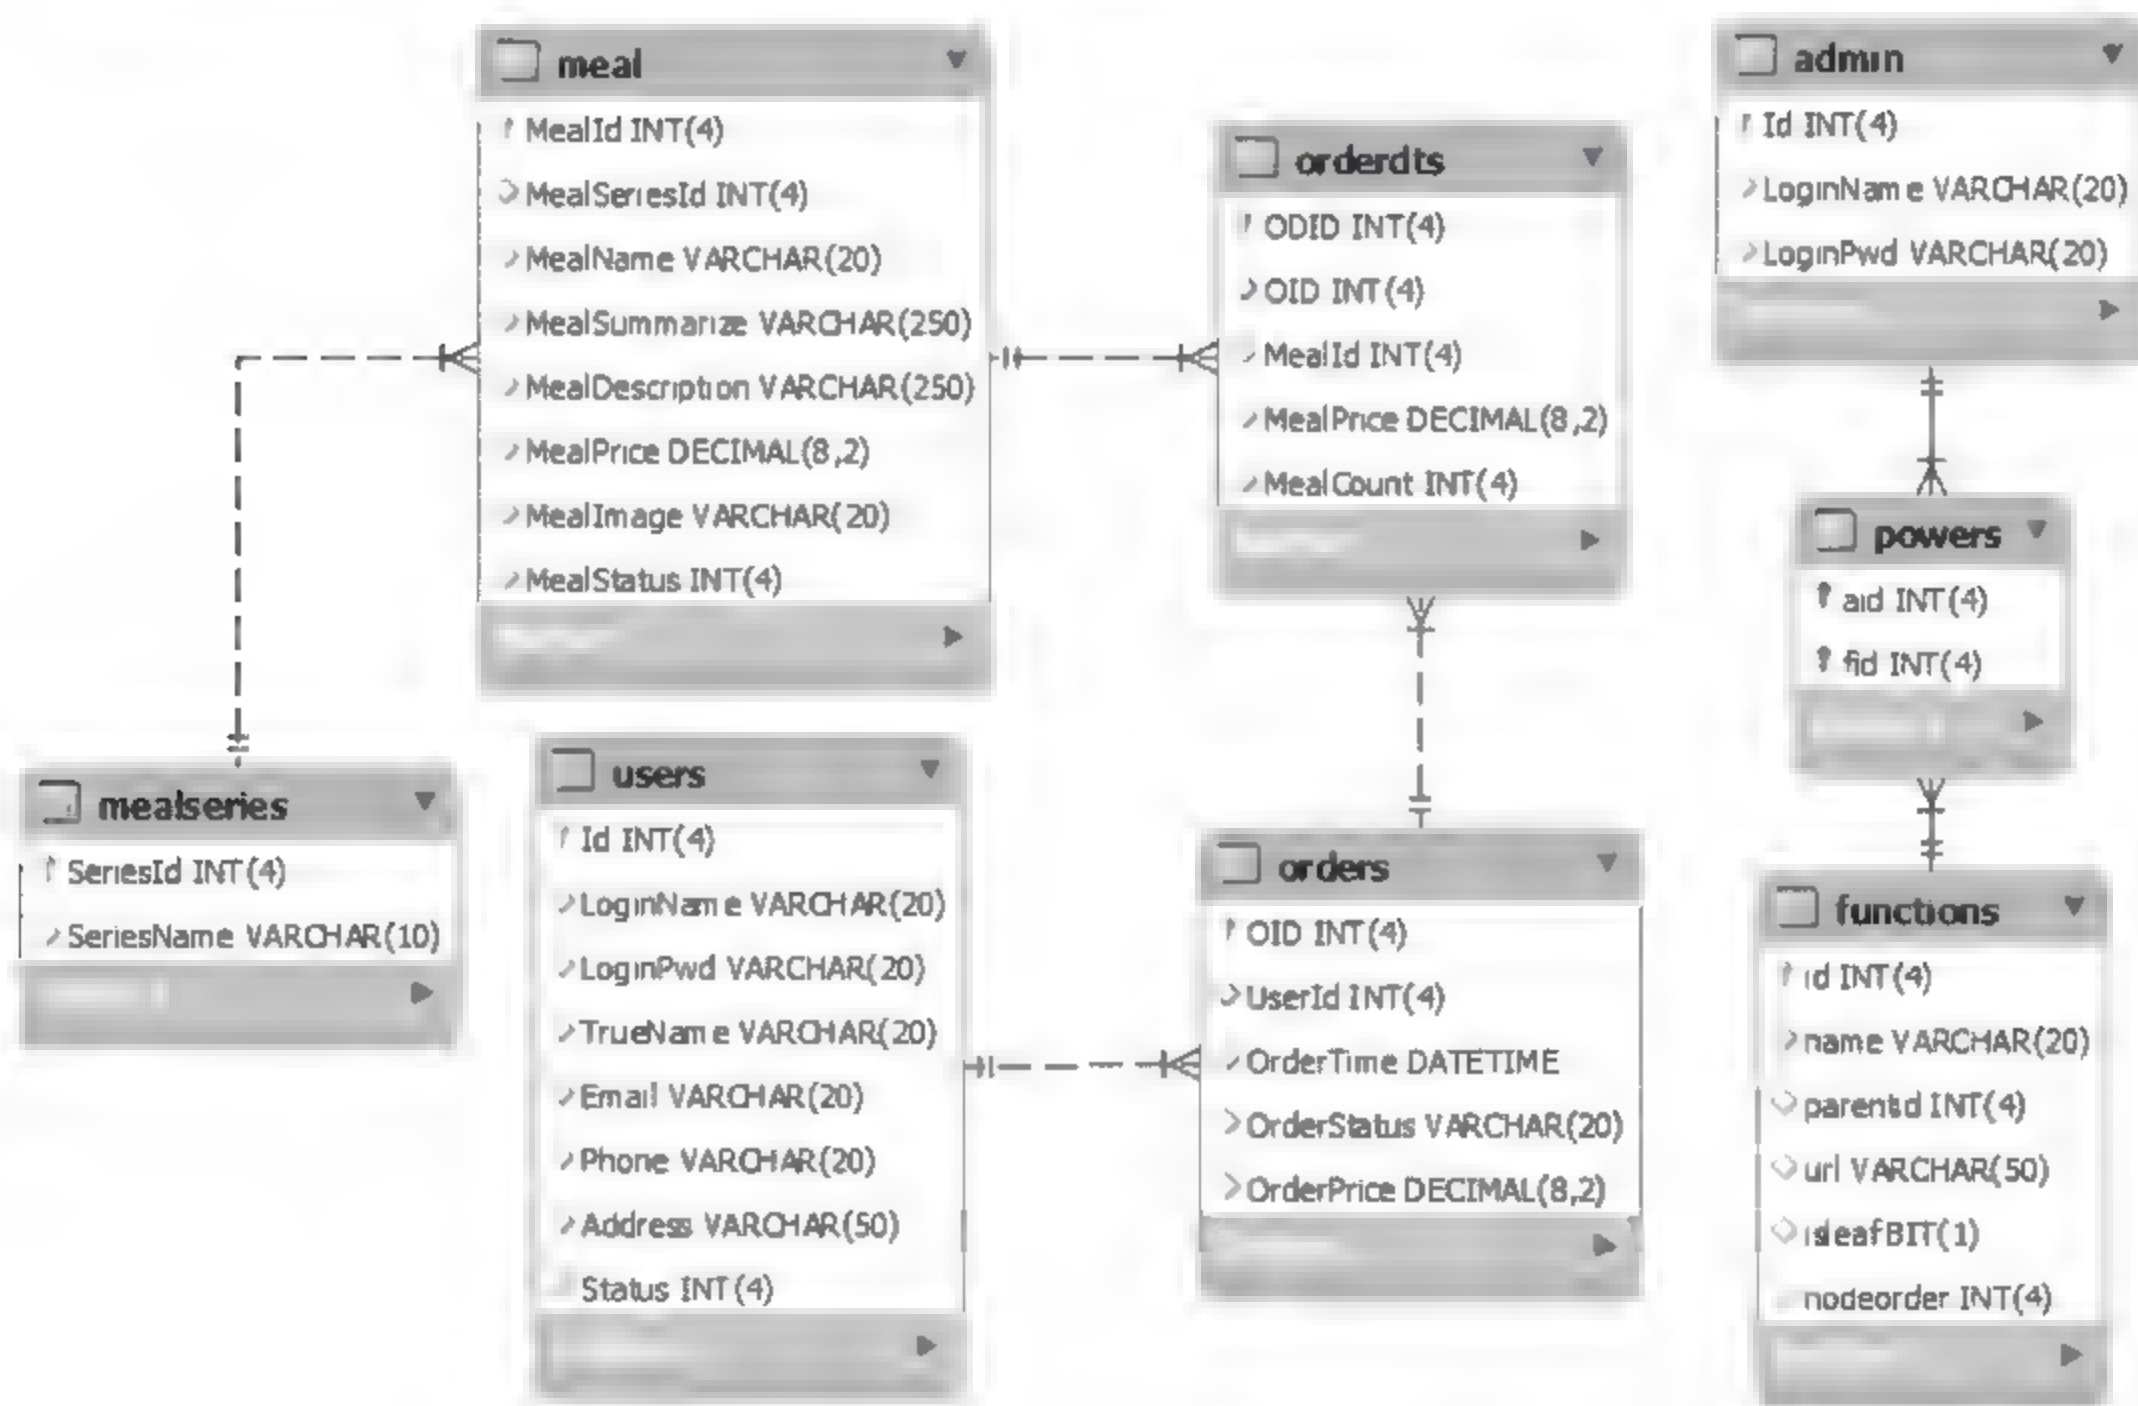 meal
MealId INT(4)
MealSeriesId INT(4)
MealName VARCHAR(20)
MealSummarize VARCHAR(250)
MealDescription VARCHAR(250)
MealPrice DECIMAL(8,2)
MealImage VARCHAR(20)
MealStatus INT(4)
orderdts
ODID INT(4)
OID INT(4)
MealId INT(4)
MealPrice DECIMAL(8,2)
MealCount INT(4)
admin
Id INT(4)
LoginName VARCHAR(20)
LoginPwd VARCHAR(20)
powers
aid INT(4)
fid INT(4)
mealseries
SeriesId INT(4)
SeriesName VARCHAR(10)
users
Id INT(4)
LoginName VARCHAR(20)
LoginPwd VARCHAR(20)
TrueName VARCHAR(20)
Email VARCHAR(20)
Phone VARCHAR(20)
Address VARCHAR(50)
Status INT(4)
orders
OID INT(4)
UserId INT(4)
OrderTime DATETIME
OrderStatus VARCHAR(20)
OrderPrice DECIMAL(8,2)
functions
id INT(4)
name VARCHAR(20)
parentid INT(4)
url VARCHAR(50)
isleaf BIT(1)
nodeorder INT(4)